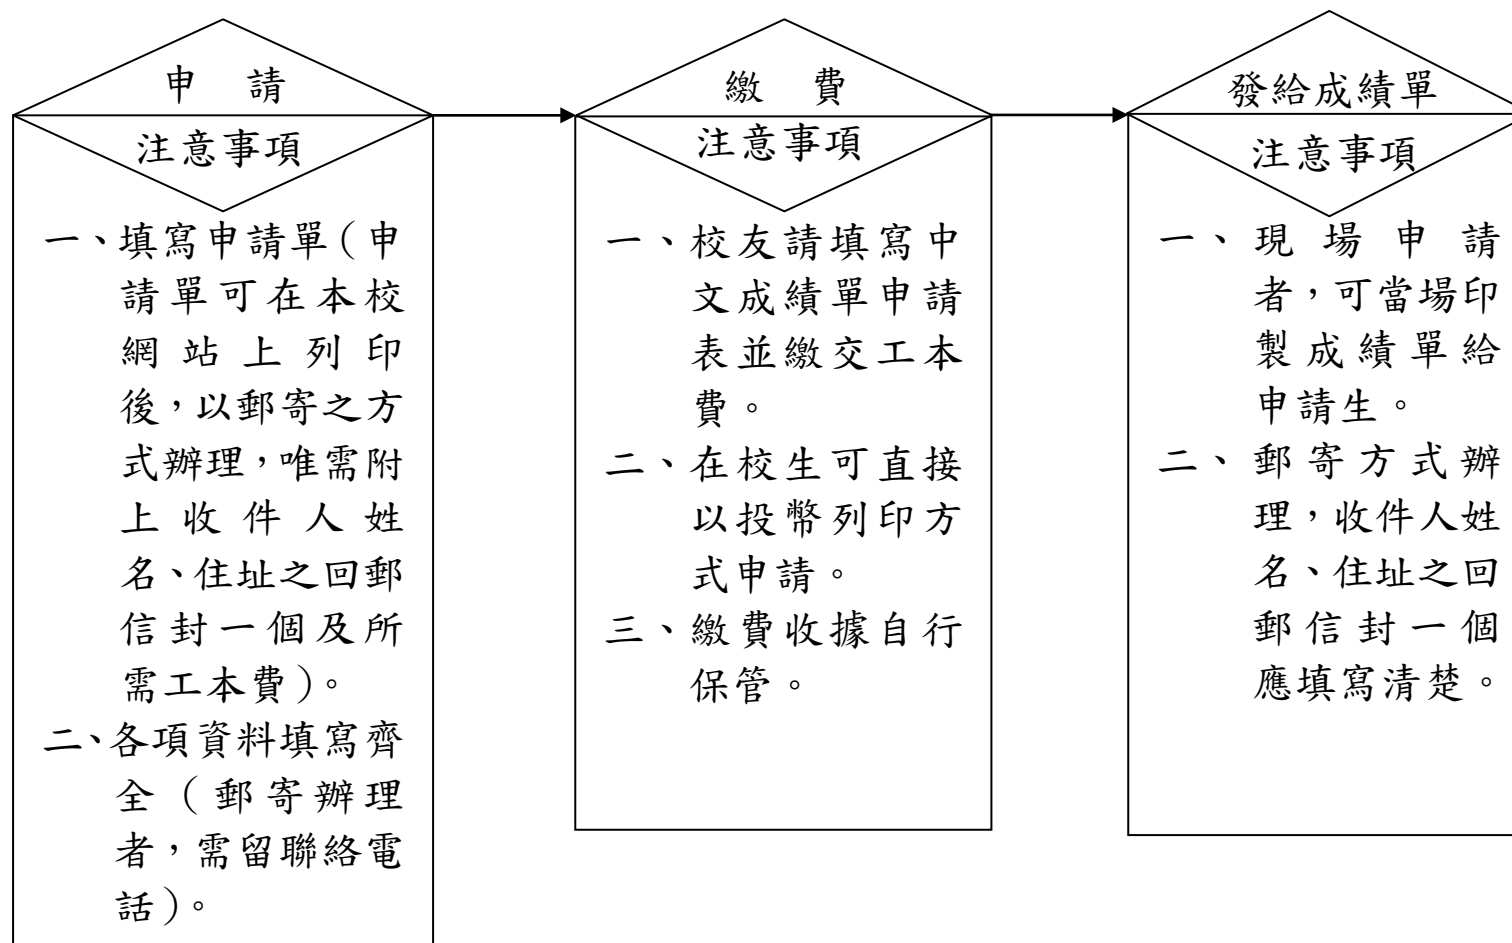 申 請
注意事項
一、填寫申請單(申
請單可在本校
網站上列印
後,以郵寄之方
式辦理,唯需附
上收件人姓
名、住址之回郵
信封一個及所
需工本費)。
二、各項資料填寫齊
全(郵寄辦理
者,需留聯絡電
話)。
繳 費
注意事項
一、校友請填寫中
文成績單申請
表並繳交工本
費。
二、在校生可直接
以投幣列印方
式申請。
三、繳費收據自行
保管。
發給成績單
注意事項
一、現場申請
者,可當場印
製成績單給
申請生。
二、郵寄方式辦
理,收件人姓
名、住址之回
郵信封一個
應填寫清楚。